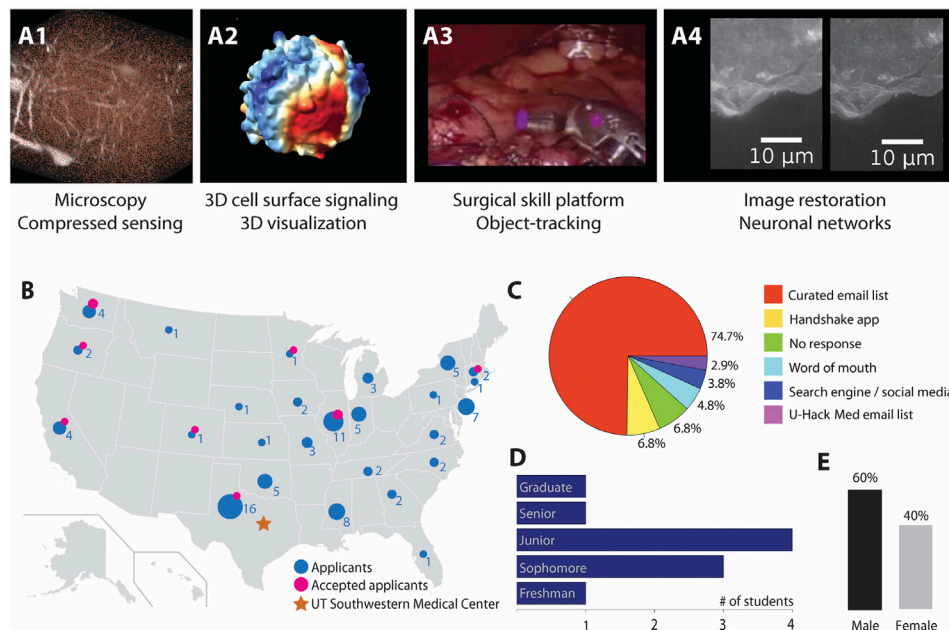 A1
A2
A3
A4
10 µm
10 µm
Microscopy
Compressed sensing
3D cell surface signaling
3D visualization
Surgical skill platform
Object-tracking
Image restoration
Neuronal networks
B
4
2
1
1
3
5
2
1
1
7
4
1
1
2
11
5
1
3
2
2
2
2
5
16
8
1
Applicants
Accepted applicants
UT Southwestern Medical Center
C
74.7%
2.9%
3.8%
4.8%
6.8%
6.8%
Curated email list
Handshake app
No response
Word of mouth
Search engine / social media
U-Hack Med email list
D
Graduate
Senior
Junior
Sophomore
Freshman
# of students
1
2
3
4
E
60%
40%
Male
Female